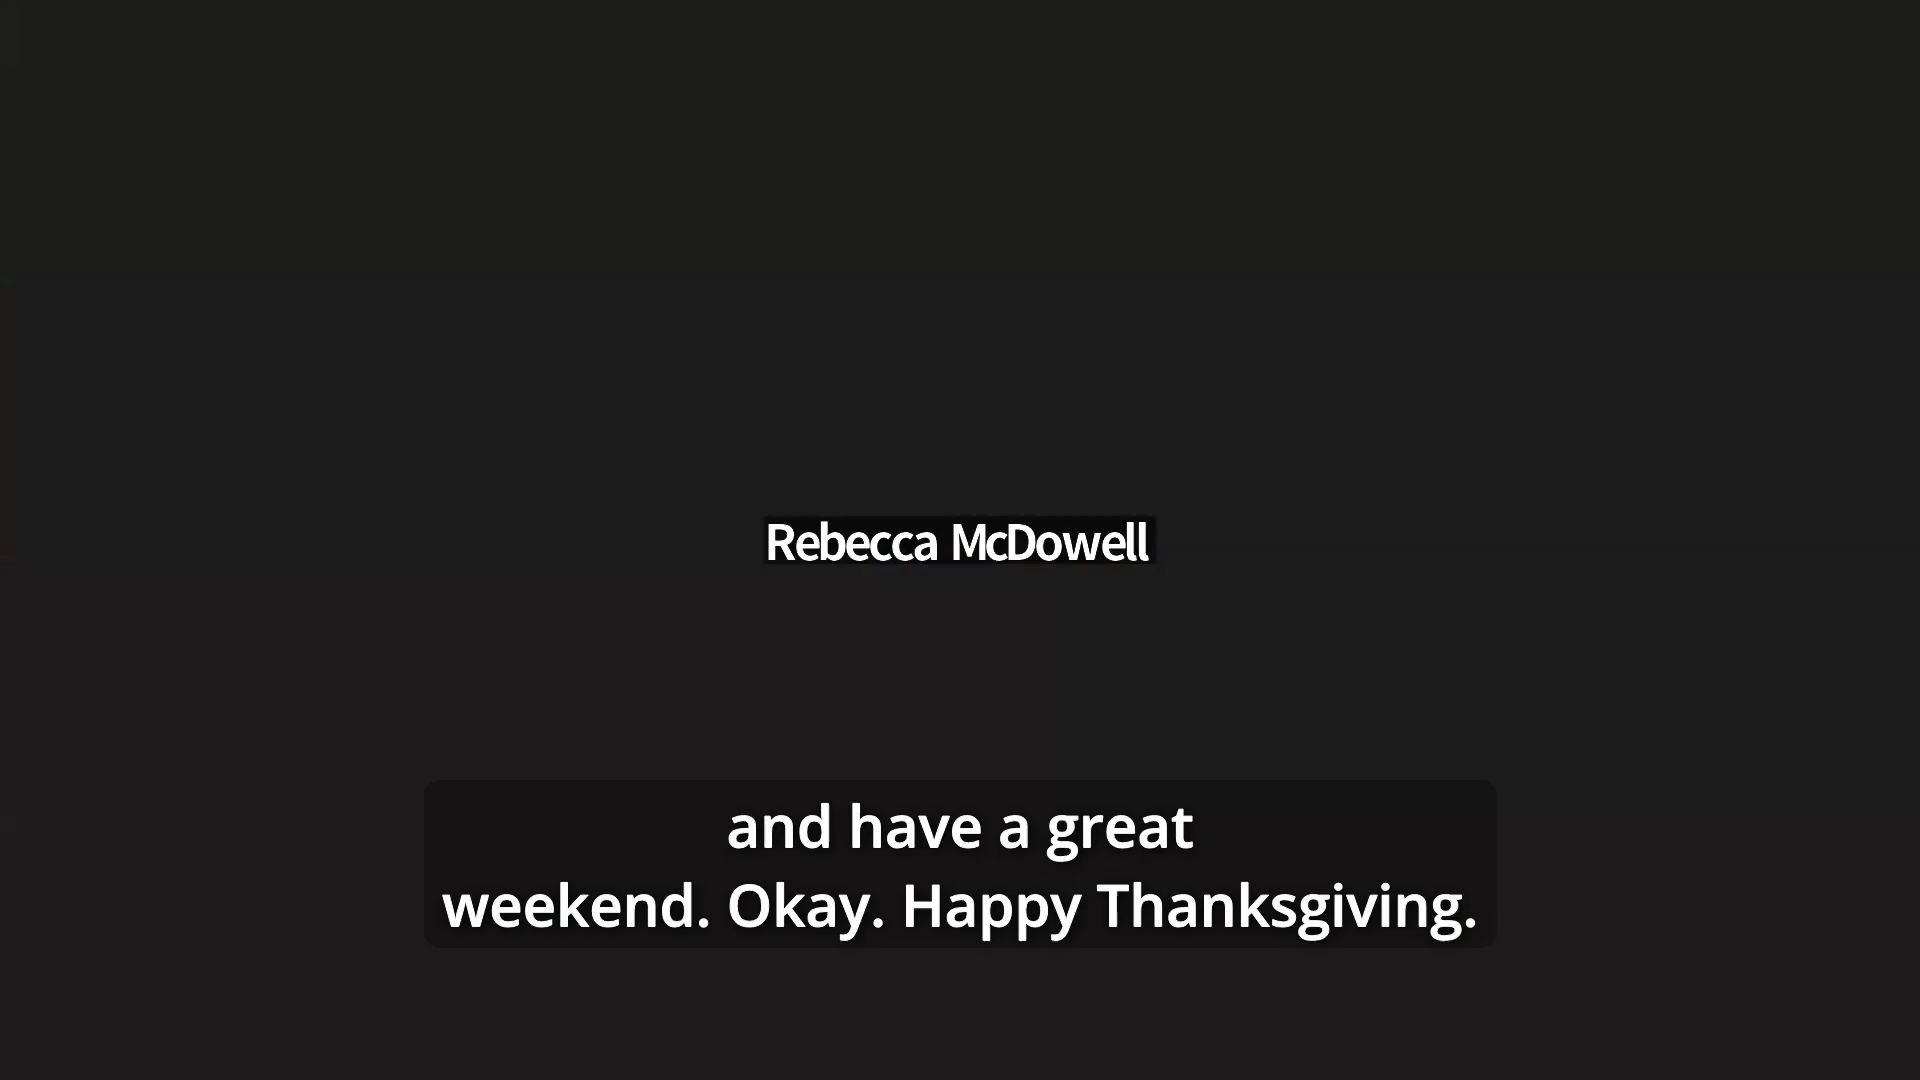 Rebecca McDowell
and have a great
weekend. Okay. Happy Thanksgiving.